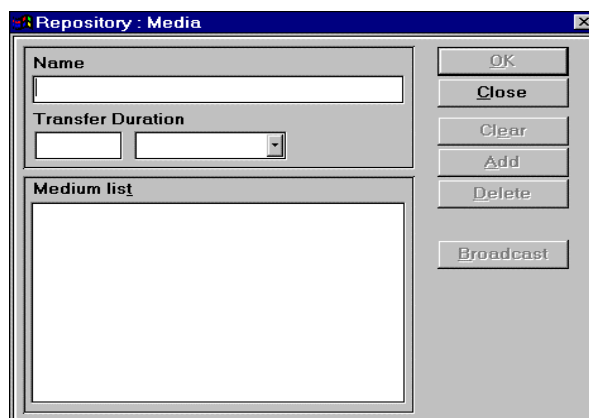 Repository : Media
Name
Transfer Duration
Medium list
OK
Close
Clear
Add
Delete
Broadcast